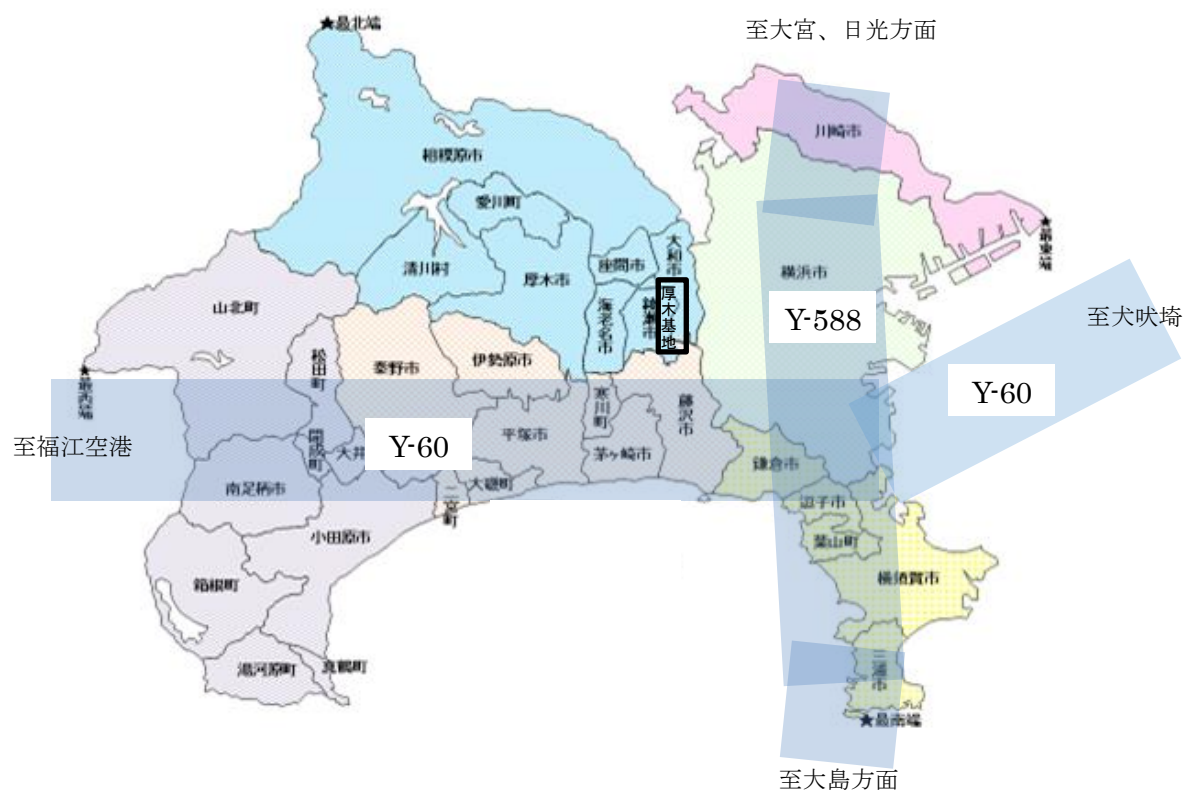 至大宮、日光方面
★最北端
川崎市
相模原市
愛川町
大和市
★最東端
清川村
座間市
横浜市
厚木市
海老名市
綾瀬市
厚木基地
山北町
Y-588
至犬吠埼
松田町
秦野市
伊勢原市
★最西端
寒川町
藤沢市
Y-60
至福江空港
開成町
大井
Y-60
平塚市
茅ヶ崎市
鎌倉市
南足柄市
大磯町
二宮町
逗子市
小田原市
葉山町
横須賀市
箱根町
三浦市
湯河原町
真鶴町
★最南端
至大島方面